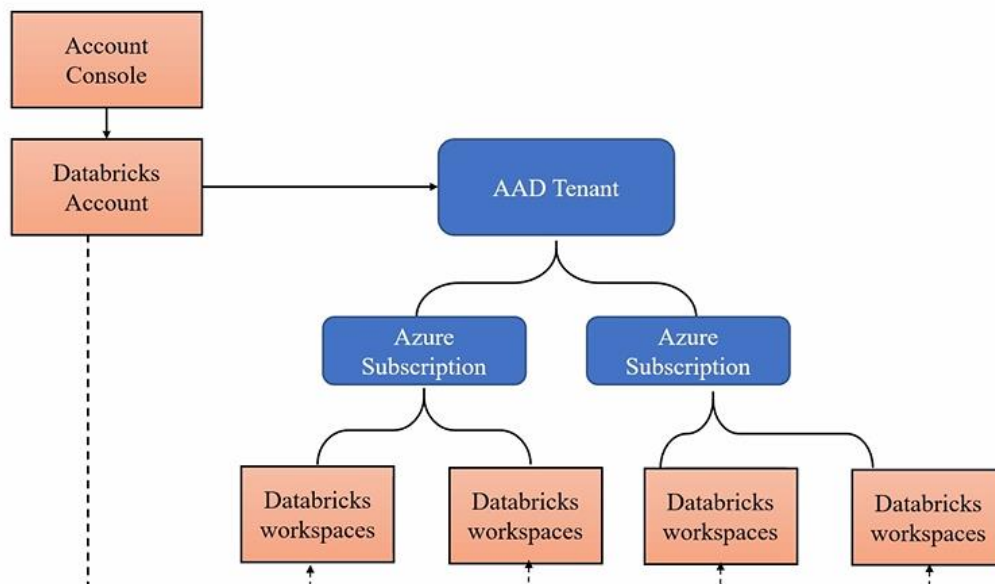 Account
Console
Databricks
Account
AAD Tenant
Azure
Subscription
Azure
Subscription
Databricks
workspaces
Databricks
workspaces
Databricks
workspaces
Databricks
workspaces